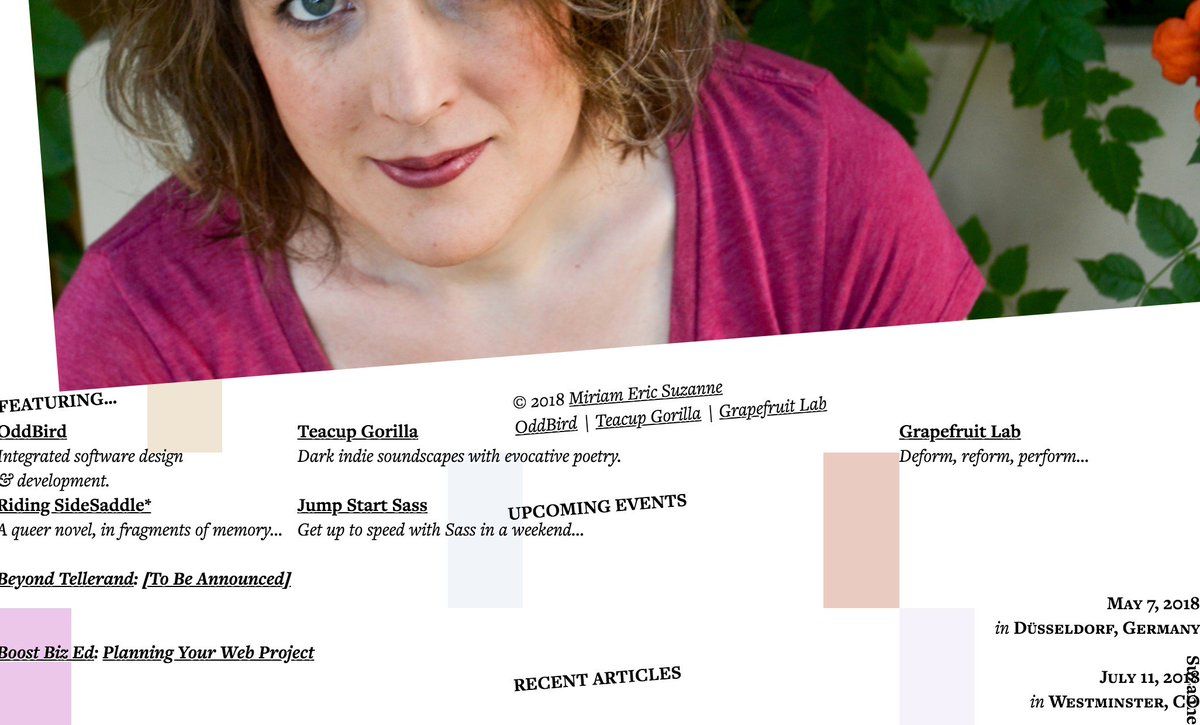 FEATURING...
© 2018 Miriam Eric Suzanne
OddBird | Teacup Gorilla | Grapefruit Lab
OddBird
Integrated software design
& development.
Teacup Gorilla
Dark indie soundscapes with evocative poetry.
Grapefruit Lab
Deform, reform, perform...
Riding SideSaddle*
A queer novel, in fragments of memory...
Jump Start Sass
Get up to speed with Sass in a weekend...
UPCOMING EVENTS
Beyond Tellerand: [To Be Announced]
May 7, 2018
in Düsseldorf, Germany
Boost Biz Ed: Planning Your Web Project
July 11, 2018
in Westminster, CO
RECENT ARTICLES